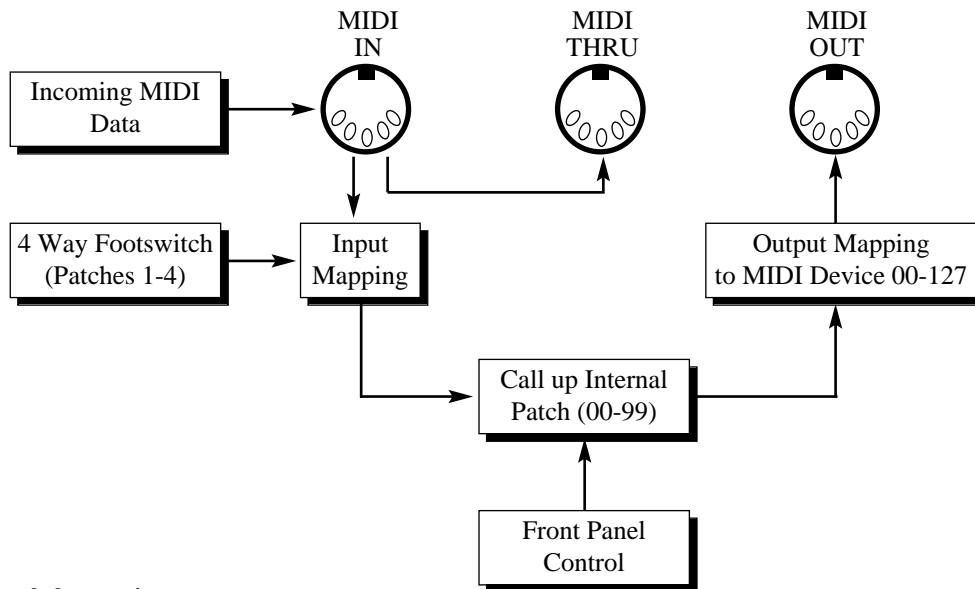 MIDI
IN
MIDI
THRU
MIDI
OUT
Incoming MIDI
Data
4 Way Footswitch
(Patches 1-4)
Input
Mapping
Output Mapping
to MIDI Device 00-127
Call up Internal
Patch (00-99)
Front Panel
Control